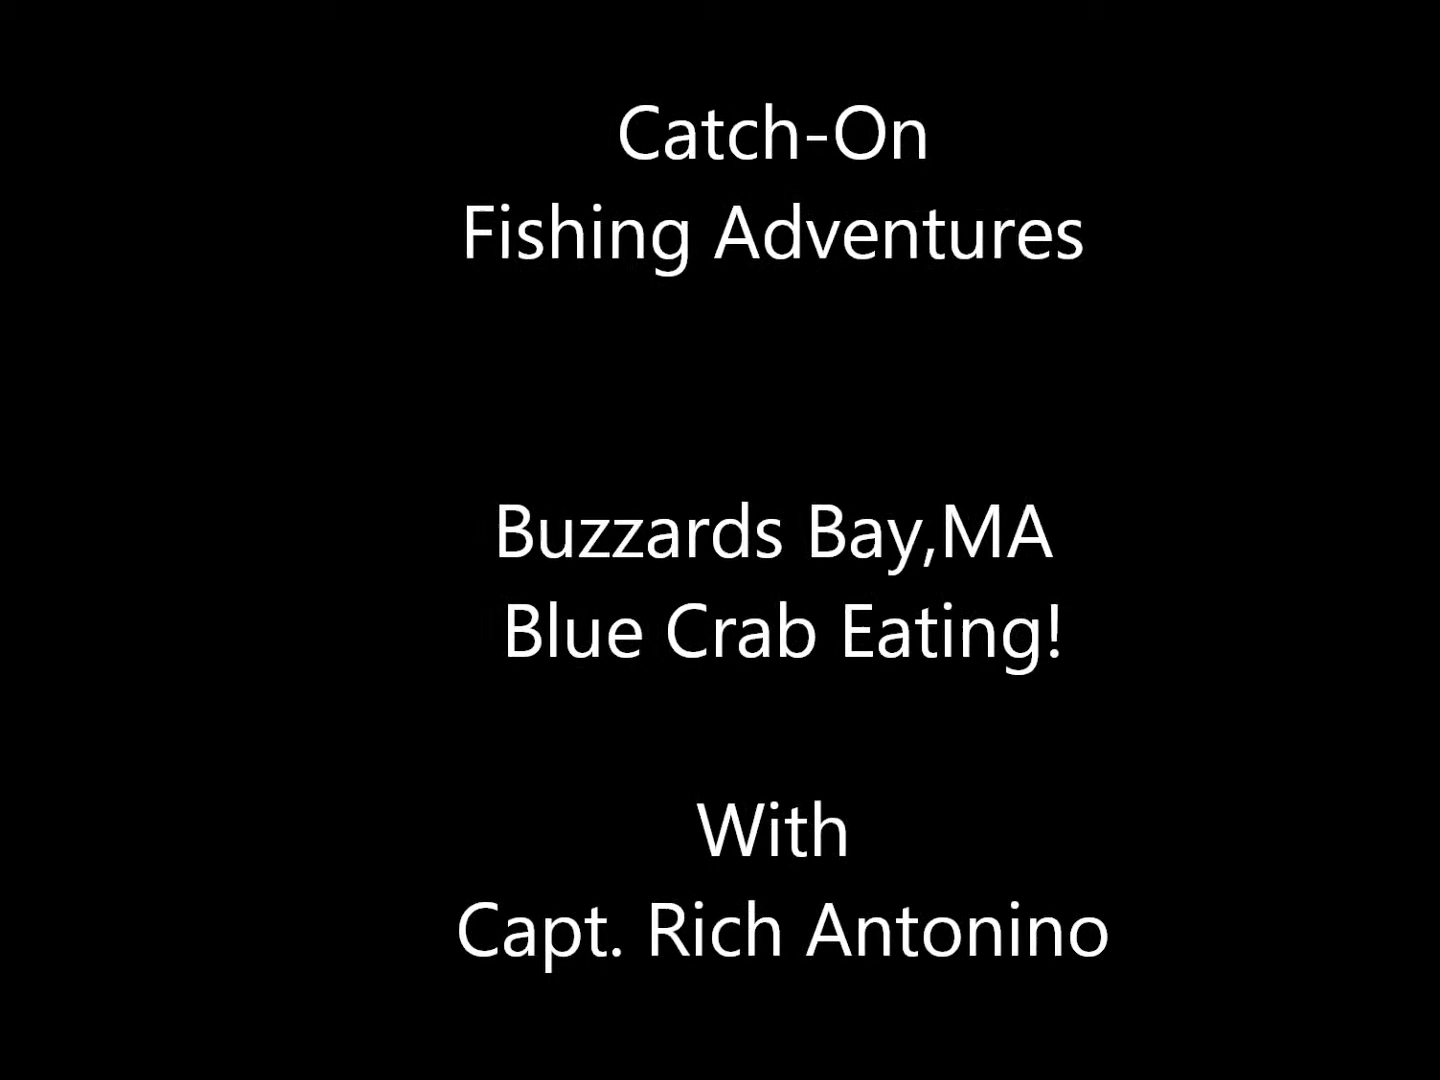 Catch-On
Fishing Adventures
Buzzards Bay,MA
Blue Crab Eating!
With
Capt. Rich Antonino